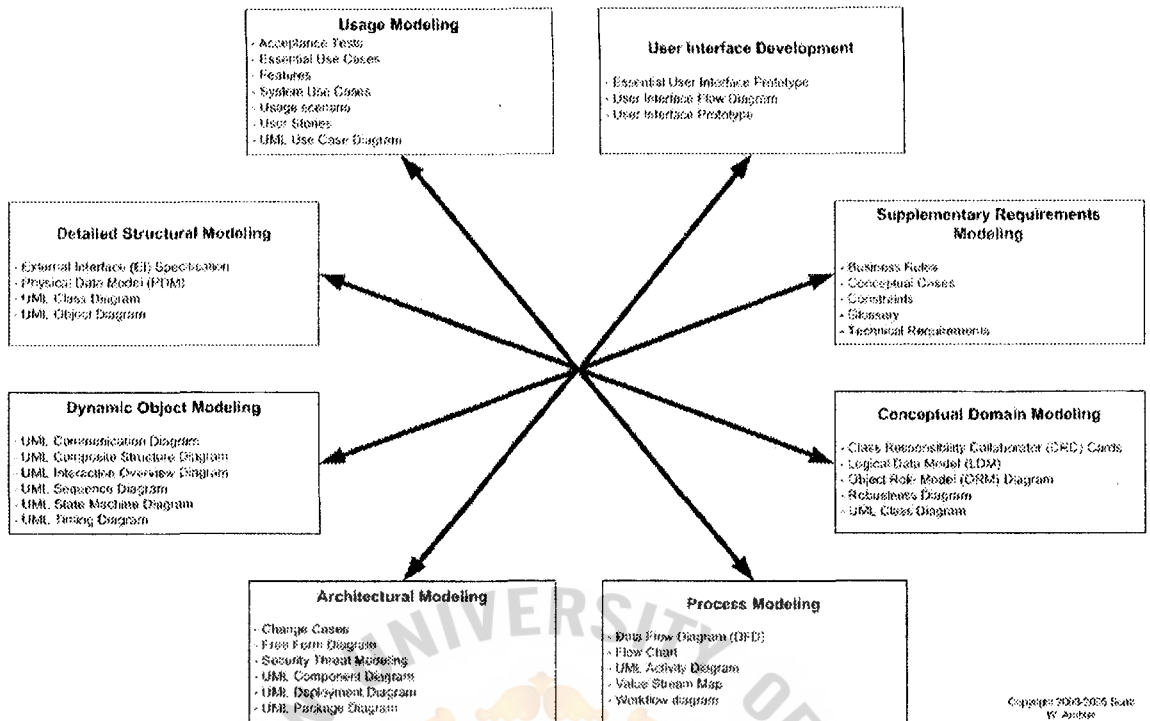 Usage Modeling
- Acceptance Tests
- Essential Use Cases
- Features
- System Use Cases
- Usage scenario
- User Stories
- UML Use Case Diagram
User Interface Development
- Essential User Interface Prototype
- User Interface Flow Diagram
- User Interface Prototype
Detailed Structural Modeling
- External Interface (EI) Specification
- Physical Data Model (PDM)
- UML Class Diagram
- UML Object Diagram
Supplementary Requirements
Modeling
- Business Rules
- Conceptual Cases
- Constraints
- Glossary
- Technical Requirements
Dynamic Object Modeling
- UML Communication Diagram
- UML Composite Structure Diagram
- UML Interaction Overview Diagram
- UML Sequence Diagram
- UML State Machine Diagram
- UML Timing Diagram
Conceptual Domain Modeling
- Class Responsibility Collaborator (CRC) Cards
- Logical Data Model (LDM)
- Object Role Model (ORM) Diagram
- Robustness Diagram
- UML Class Diagram
Architectural Modeling
- Change Cases
- Free Form Diagram
- Security Threat Modeling
- UML Component Diagram
- UML Deployment Diagram
- UML Package Diagram
Process Modeling
- Data Flow Diagram (DFD)
- Flow Chart
- UML Activity Diagram
- Value Stream Map
- Workflow diagram
UNIVERSITY O
Copyright 2003-2005 Scott
W. Ambler